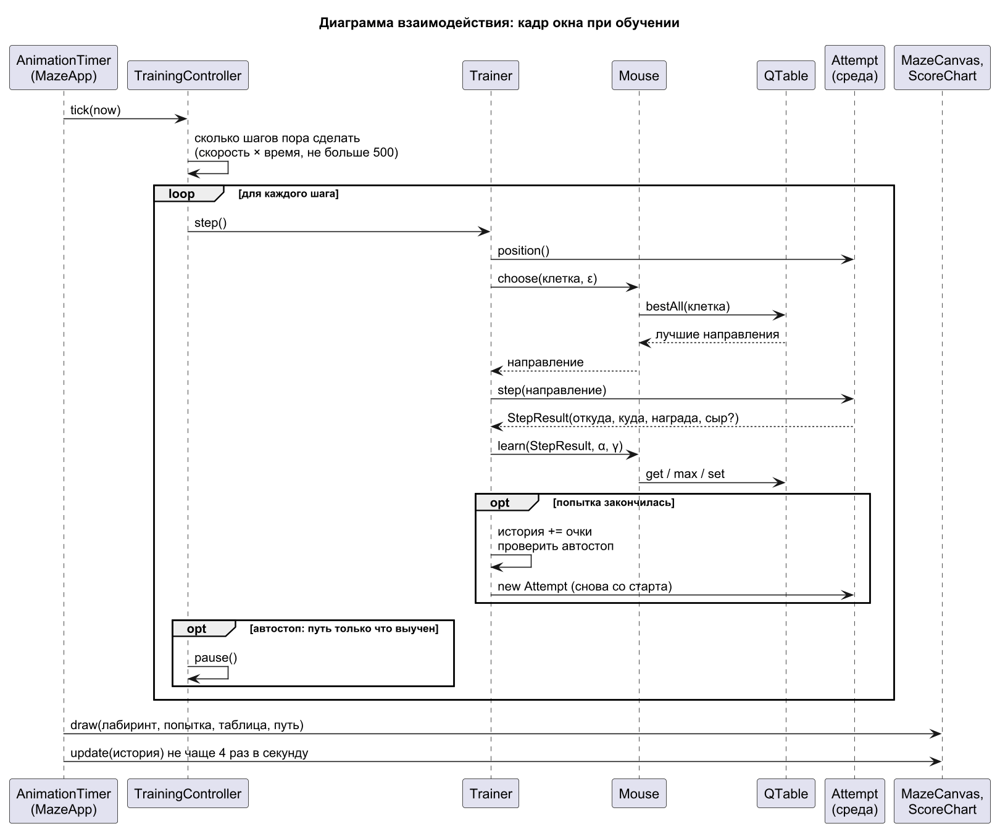 Диаграмма взаимодействия: кадр окна при обучении
AnimationTimer
(MazeApp)
TrainingController
Trainer
Mouse
QTable
Attempt
(среда)
MazeCanvas,
ScoreChart
tick(now)
сколько шагов пора сделать
(скорость × время, не больше 500)
loop
[для каждого шага]
step()
position()
choose(клетка, ε)
bestAll(клетка)
лучшие направления
направление
step(направление)
StepResult(откуда, куда, награда, сыр?)
learn(StepResult, α, γ)
get / max / set
opt
[попытка закончилась]
история += очки
проверить автостоп
new Attempt (снова со старта)
opt
[автостоп: путь только что выучен]
pause()
draw(лабиринт, попытка, таблица, путь)
update(история) не чаще 4 раз в секунду
AnimationTimer
(MazeApp)
TrainingController
Trainer
Mouse
QTable
Attempt
(среда)
MazeCanvas,
ScoreChart